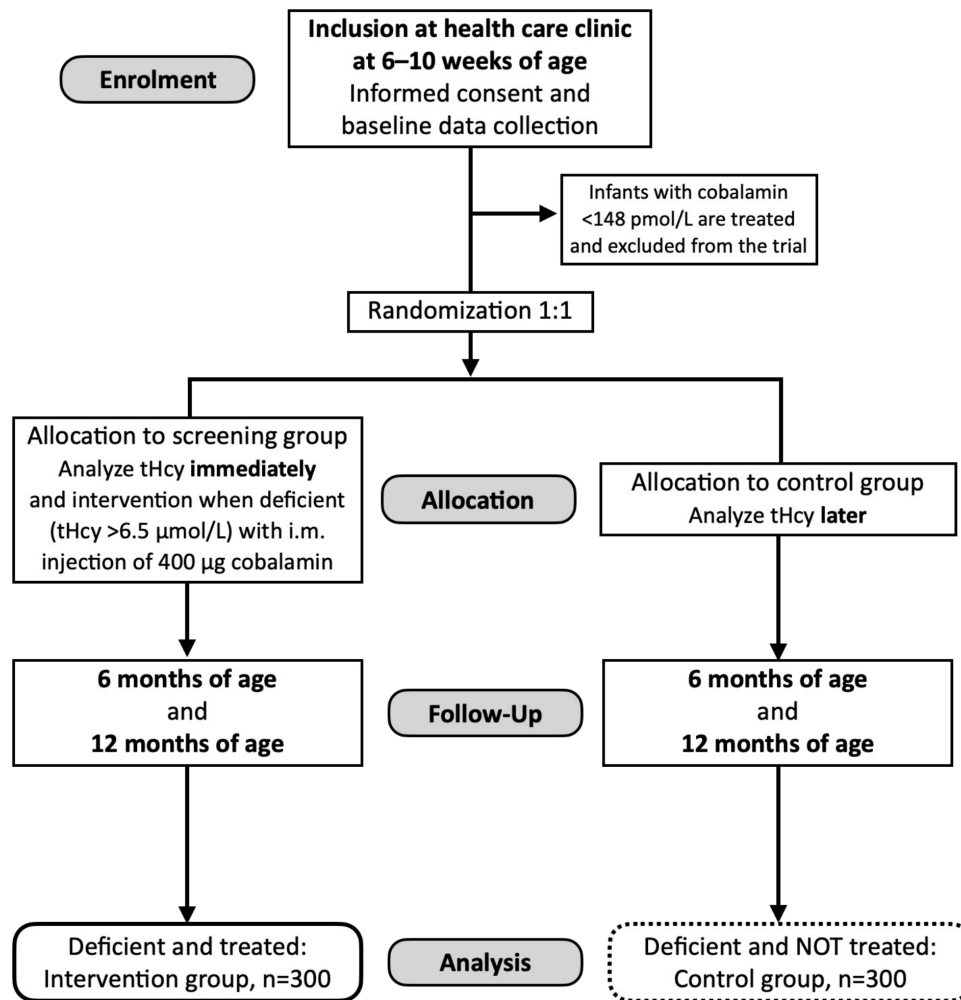 Inclusion at health care clinic
at 6–10 weeks of age
Informed consent and
baseline data collection
Enrolment
Infants with cobalamin
<148 pmol/L are treated
and excluded from the trial
Randomization 1:1
Allocation to screening group
Analyze tHcy immediately
and intervention when deficient
(tHcy >6.5 µmol/L) with i.m.
injection of 400 µg cobalamin
Allocation
Allocation to control group
Analyze tHcy later
6 months of age
and
12 months of age
Follow-Up
6 months of age
and
12 months of age
Deficient and treated:
Intervention group, n=300
Analysis
Deficient and NOT treated:
Control group, n=300